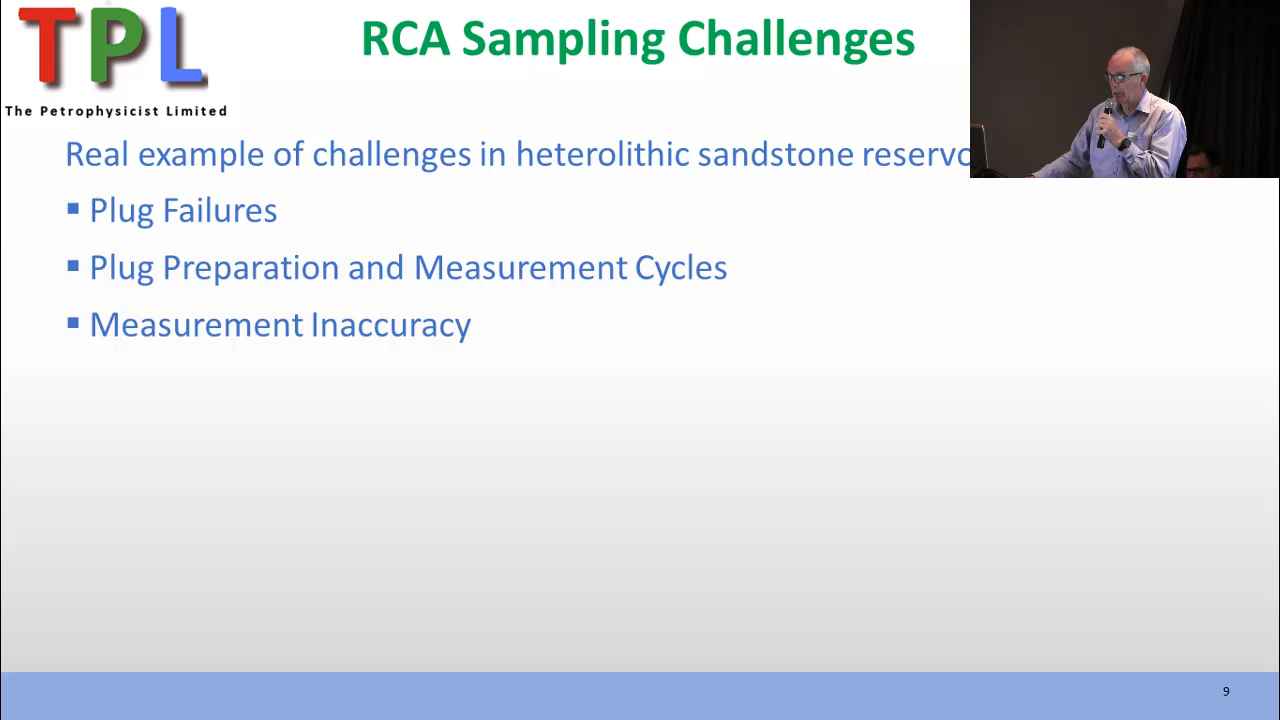 TPL
The Petrophysicist Limited
RCA Sampling Challenges
Real example of challenges in heterolithic sandstone
▪ Plug Failures
▪ Plug Preparation and Measurement Cycles
▪ Measurement Inaccuracy
9